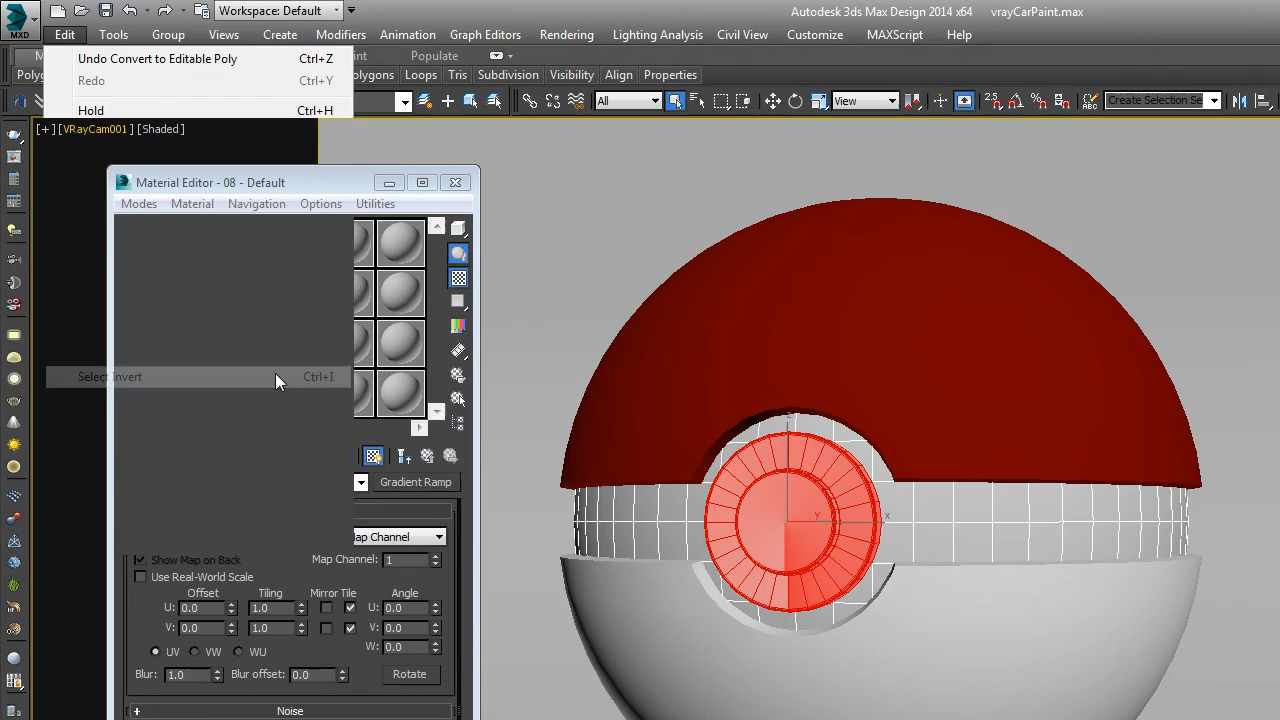 Workspace: Default
Autodesk 3ds Max Design 2014 x64 vrayCarPaint.max
MXD
Edit Tools Group Views Create Modifiers Animation Graph Editors Rendering Lighting Analysis Civil View Customize MAXScript Help
Undo Convert to Editable Poly Ctrl+Z
Populate
Loops Tris Subdivision Visibility Align Properties
Redo Ctrl+Y
All
View
Create Selection Se
Hold Ctrl+H
[+] [VRayCam001] [Shaded]
Material Editor - 08 - Default
Modes Material Navigation Options Utilities
Select Invert Ctrl+I
z
y
x
Gradient Ramp
Map Channel
Show Map on Back Map Channel: 1
Use Real-World Scale
Offset Tiling Mirror Tile Angle
U: 0.0 1.0 U: 0.0
V: 0.0 1.0 V: 0.0
W: 0.0
UV VW WU
Blur: 1.0 Blur offset: 0.0 Rotate
+ Noise